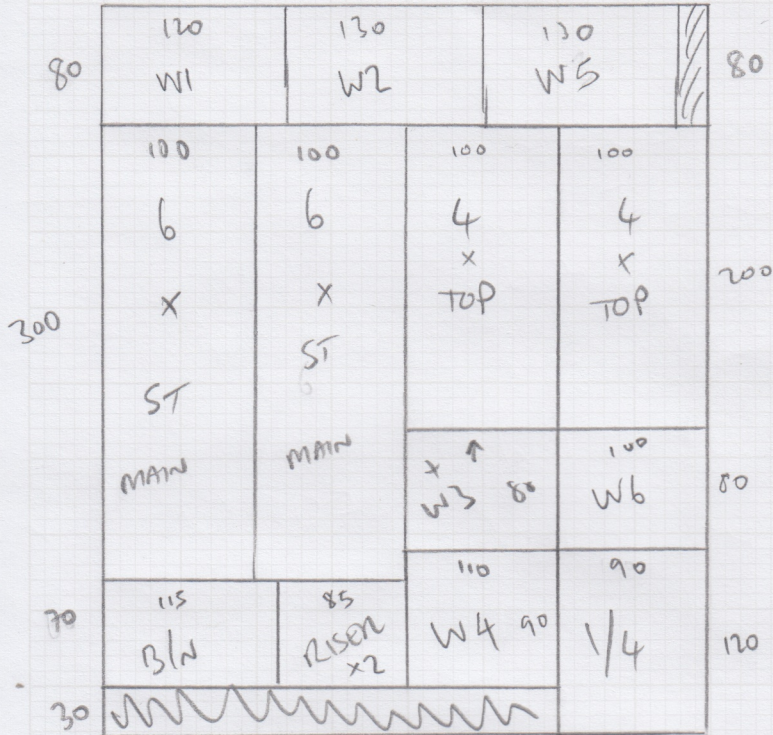 120 130 130
80 W1 W2 W5 80
100 100 100 100
6 6 4 4
x x x x
TOP TOP 200
300 ST
ST
MAIN MAIN
100
x W3 80 W6 80
115 85 110 90
70 B/N RISER W4 90 1/4 120
x2
30